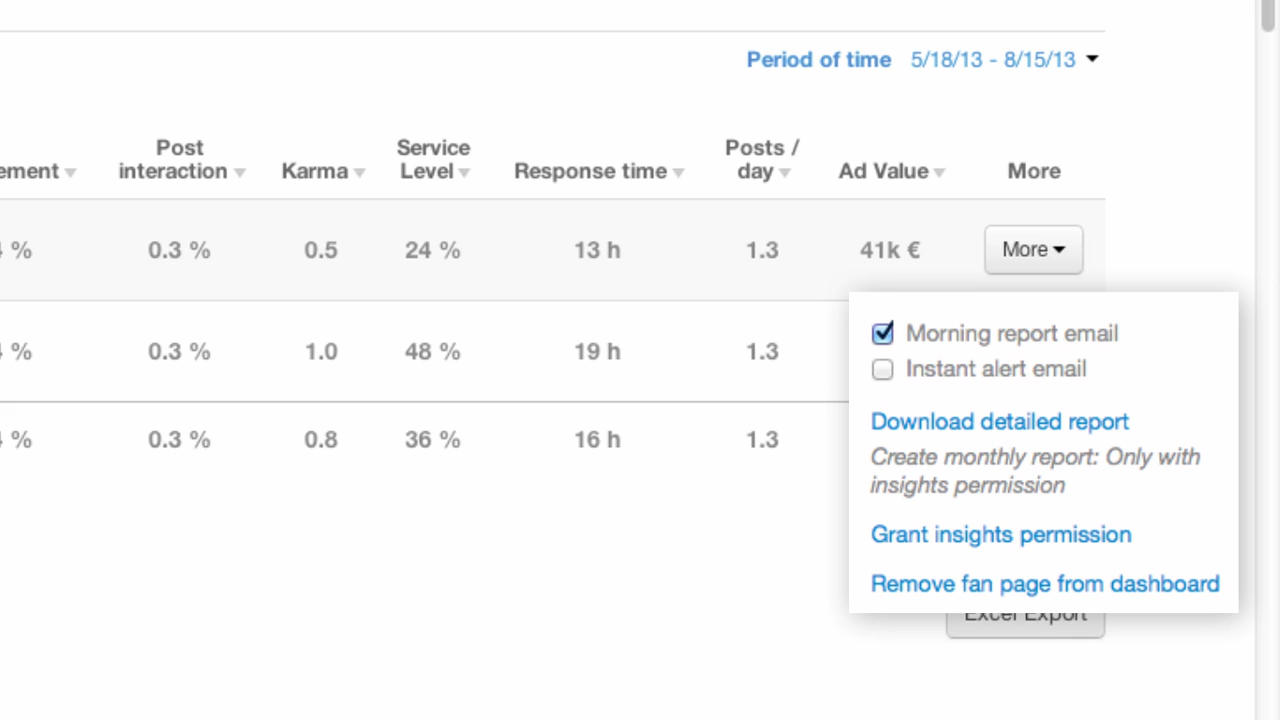 Period of time 5/18/13 - 8/15/13
Post Service Posts /
interaction Karma Level Response time day Ad Value More
% 0.3 % 0.5 24 % 13 h 1.3 41k € More
% 0.3 % 1.0 48 % 19 h 1.3
% 0.3 % 0.8 36 % 16 h 1.3
Morning report email
Instant alert email
Download detailed report
Create monthly report: Only with
insights permission
Grant insights permission
Remove fan page from dashboard
Excel Export